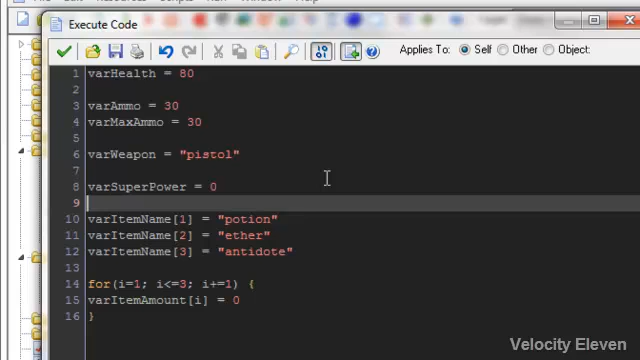 Execute Code
Applies To: Self Other Object:
1 varHealth = 80
2
3 varAmmo = 30
4 varMaxAmmo = 30
5
6 varWeapon = "pistol"
7
8 varSuperPower = 0
9
10 varItemName[1] = "potion"
11 varItemName[2] = "ether"
12 varItemName[3] = "antidote"
13
14 for(i=1; i<=3; i+=1) {
15 varItemAmount[i] = 0
16 }
Velocity Eleven